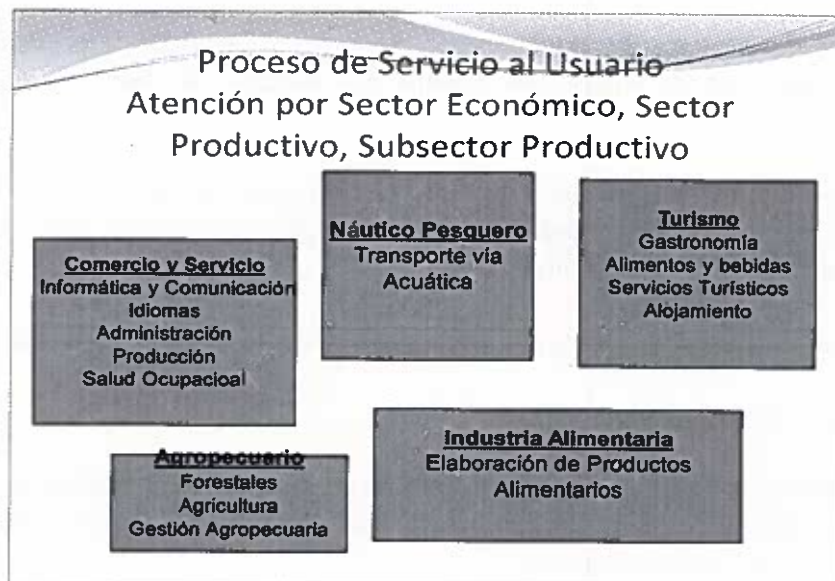 Proceso de Servicio al Usuario
Atención por Sector Económico, Sector
Productivo, Subsector Productivo
Comercio y Servicio
Informática y Comunicación
Idiomas
Administración
Producción
Salud Ocupacioal
Náutico Pesquero
Transporte vía
Acuática
Turismo
Gastronomía
Alimentos y bebidas
Servicios Turísticos
Alojamiento
Agropecuario
Forestales
Agricultura
Gestión Agropecuaria
Industria Alimentaria
Elaboración de Productos
Alimentarios